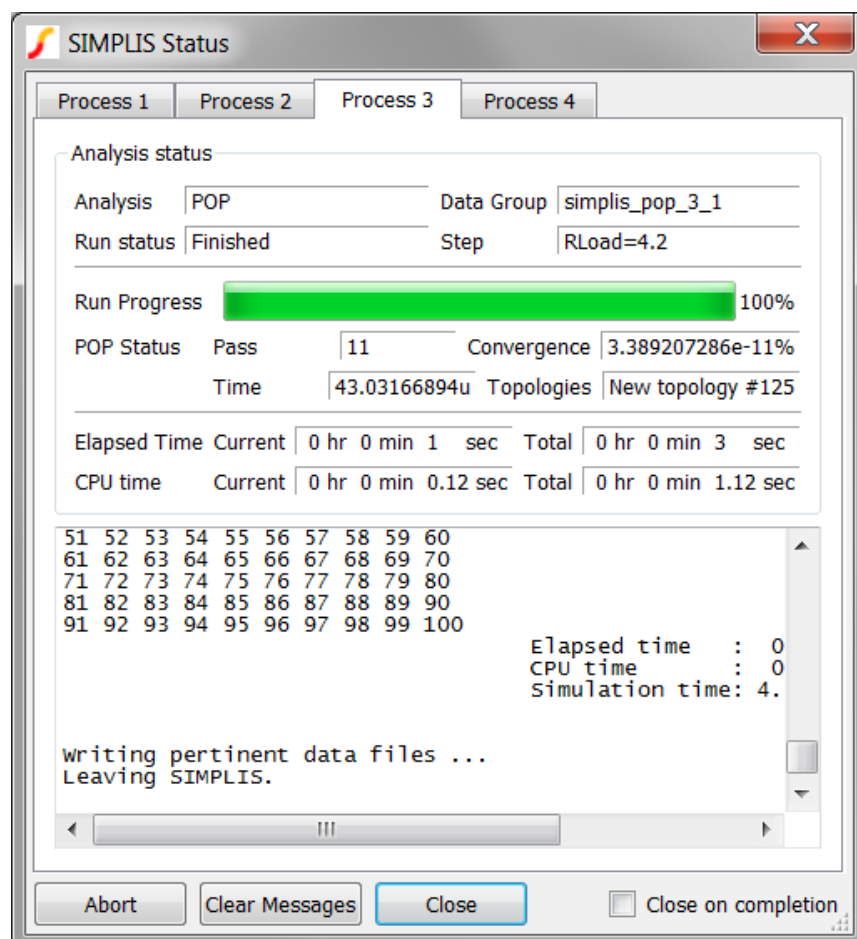 SIMPLIS Status
Process 1 Process 2 Process 3 Process 4
Analysis status
Analysis POP Data Group simplis_pop_3_1
Run status Finished Step RLoad=4.2
Run Progress 100%
POP Status Pass 11 Convergence 3.389207286e-11%
Time 43.03166894u Topologies New topology #125
Elapsed Time Current 0 hr 0 min 1 sec Total 0 hr 0 min 3 sec
CPU time Current 0 hr 0 min 0.12 sec Total 0 hr 0 min 1.12 sec
51 52 53 54 55 56 57 58 59 60
61 62 63 64 65 66 67 68 69 70
71 72 73 74 75 76 77 78 79 80
81 82 83 84 85 86 87 88 89 90
91 92 93 94 95 96 97 98 99 100
Elapsed time : 0
CPU time : 0
Simulation time: 4.
Writing pertinent data files ...
Leaving SIMPLIS.
Abort Clear Messages Close Close on completion